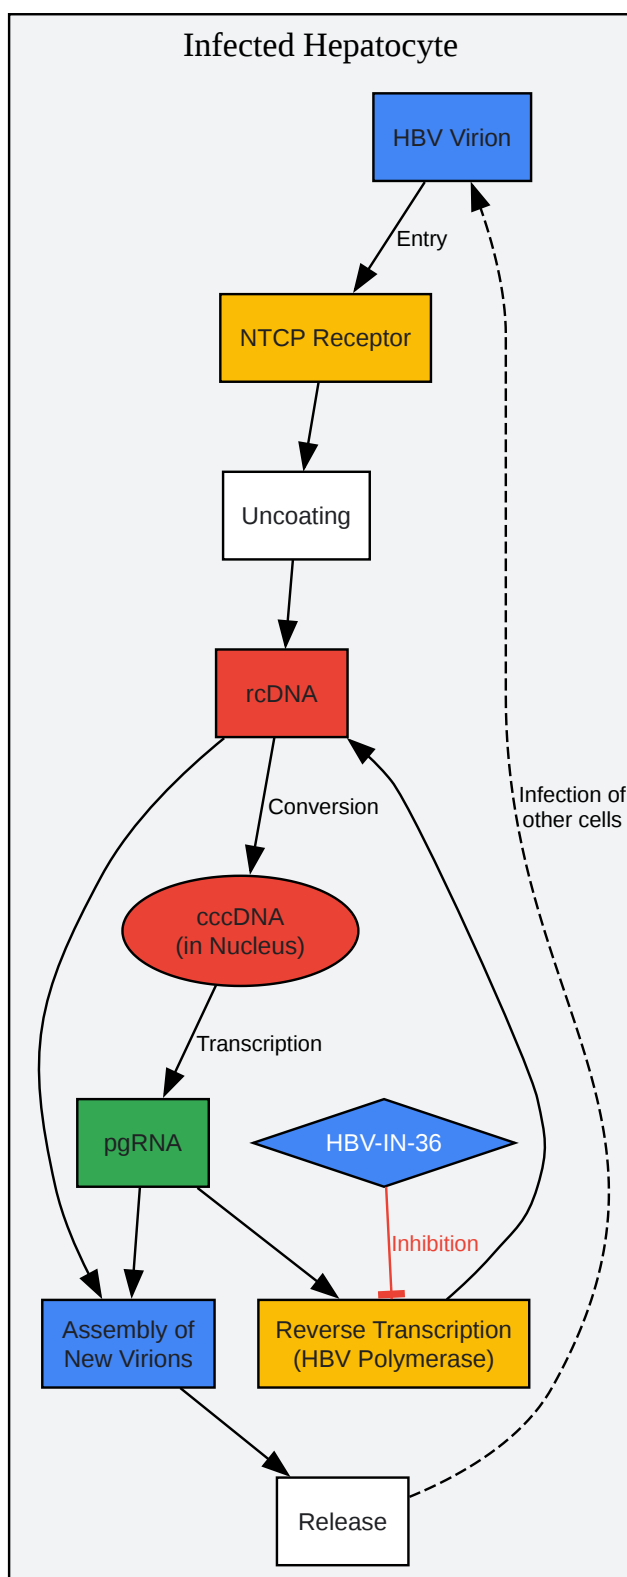 Infected Hepatocyte
HBV Virion
Entry
NTCP Receptor
Uncoating
rcDNA
Infection of
other cells
Conversion
cccDNA
(in Nucleus)
Transcription
pgRNA
HBV-IN-36
Inhibition
Assembly of
New Virions
Reverse Transcription
(HBV Polymerase)
Release